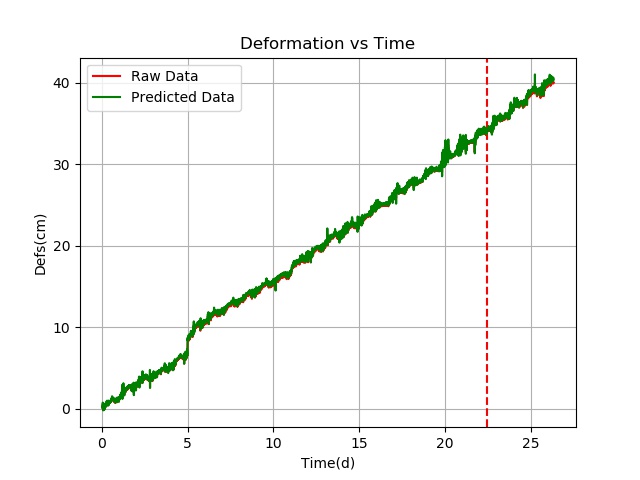 Deformation vs Time
Raw Data
Predicted Data
Defs(cm)
40
30
20
10
0
0 5 10 15 20 25
Time(d)